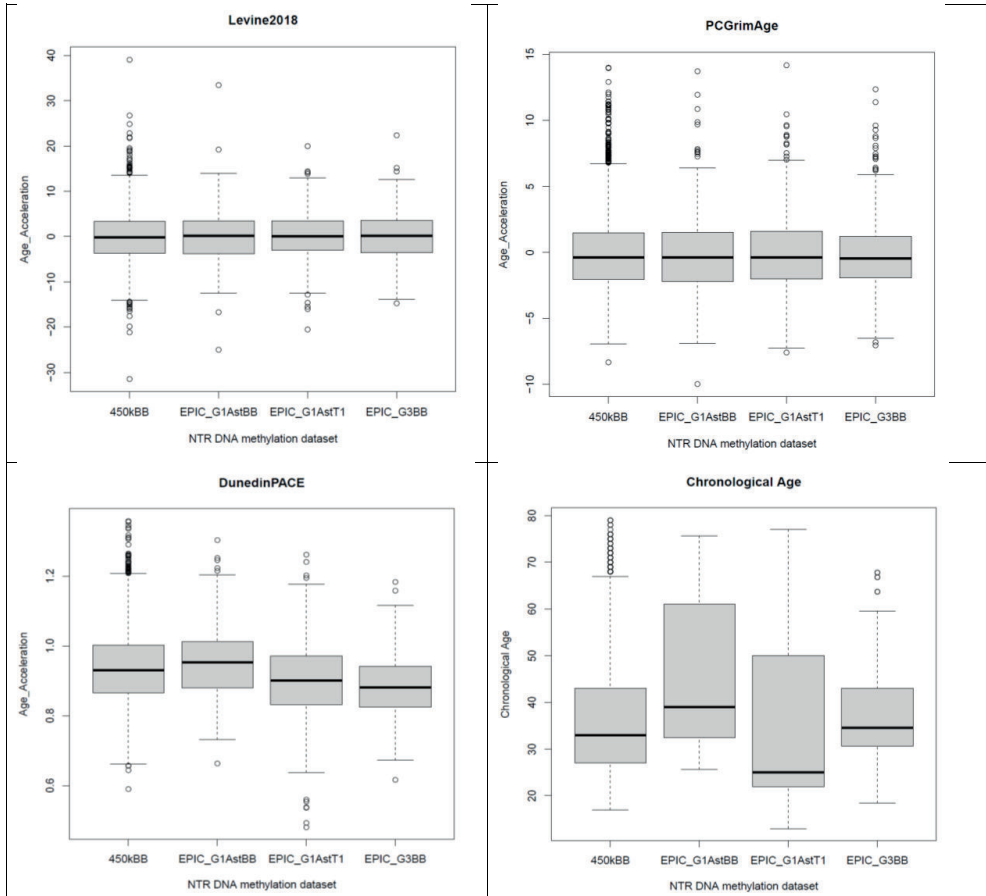 Levine2018
40
30
20
10
0
−10
−20
−30
Age_Acceleration
450kBB EPIC_G1AstBB EPIC_G1AstT1 EPIC_G3BB
NTR DNA methylation dataset
PCGrimAge
15
10
5
0
−5
−10
Age_Acceleration
450kBB EPIC_G1AstBB EPIC_G1AstT1 EPIC_G3BB
NTR DNA methylation dataset
DunedinPACE
1.2
1.0
0.8
0.6
Age_Acceleration
450kBB EPIC_G1AstBB EPIC_G1AstT1 EPIC_G3BB
NTR DNA methylation dataset
Chronological Age
80
70
60
50
40
30
20
Chronological Age
450kBB EPIC_G1AstBB EPIC_G1AstT1 EPIC_G3BB
NTR DNA methylation dataset